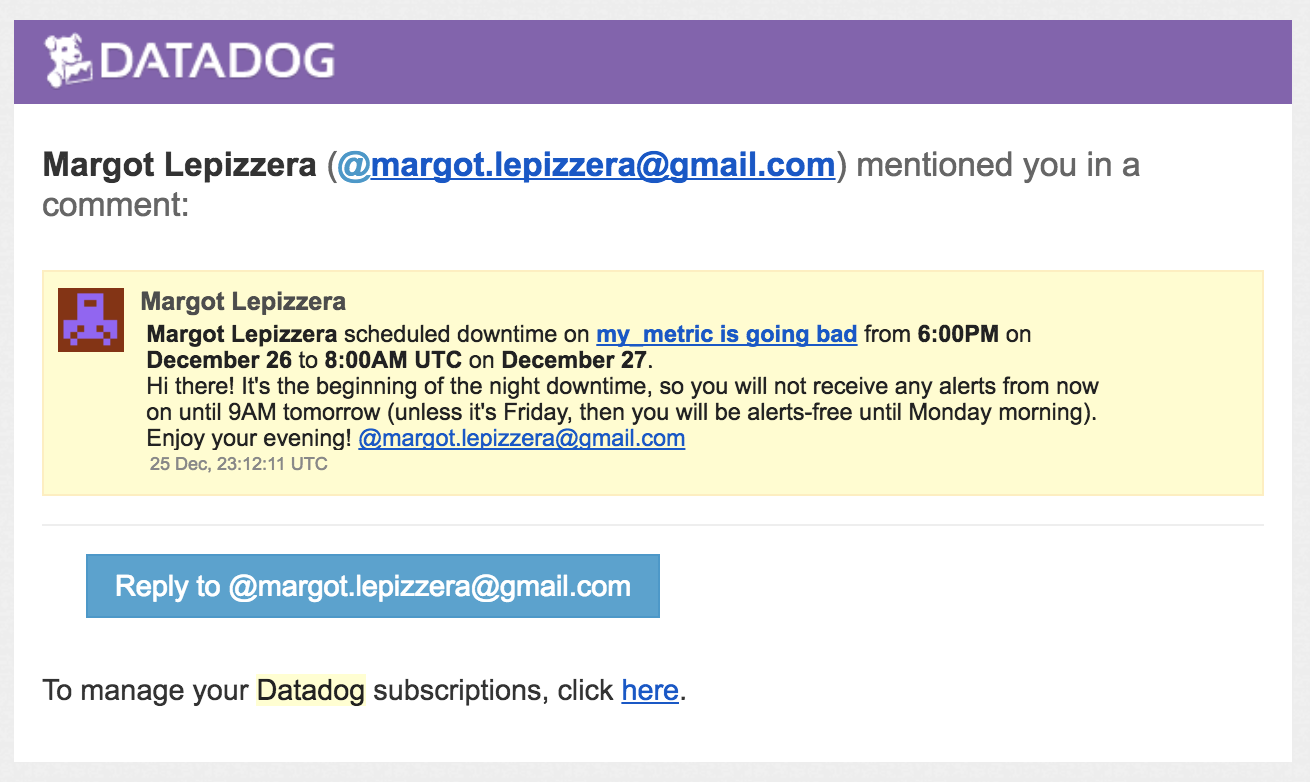 DATADOG
Margot Lepizzera (@margot.lepizzera@gmail.com) mentioned you in a
comment:
Margot Lepizzera
Margot Lepizzera scheduled downtime on my_metric is going bad from 6:00PM on
December 26 to 8:00AM UTC on December 27.
Hi there! It's the beginning of the night downtime, so you will not receive any alerts from now
on until 9AM tomorrow (unless it's Friday, then you will be alerts-free until Monday morning).
Enjoy your evening! @margot.lepizzera@gmail.com
25 Dec, 23:12:11 UTC
Reply to @margot.lepizzera@gmail.com
To manage your Datadog subscriptions, click here.